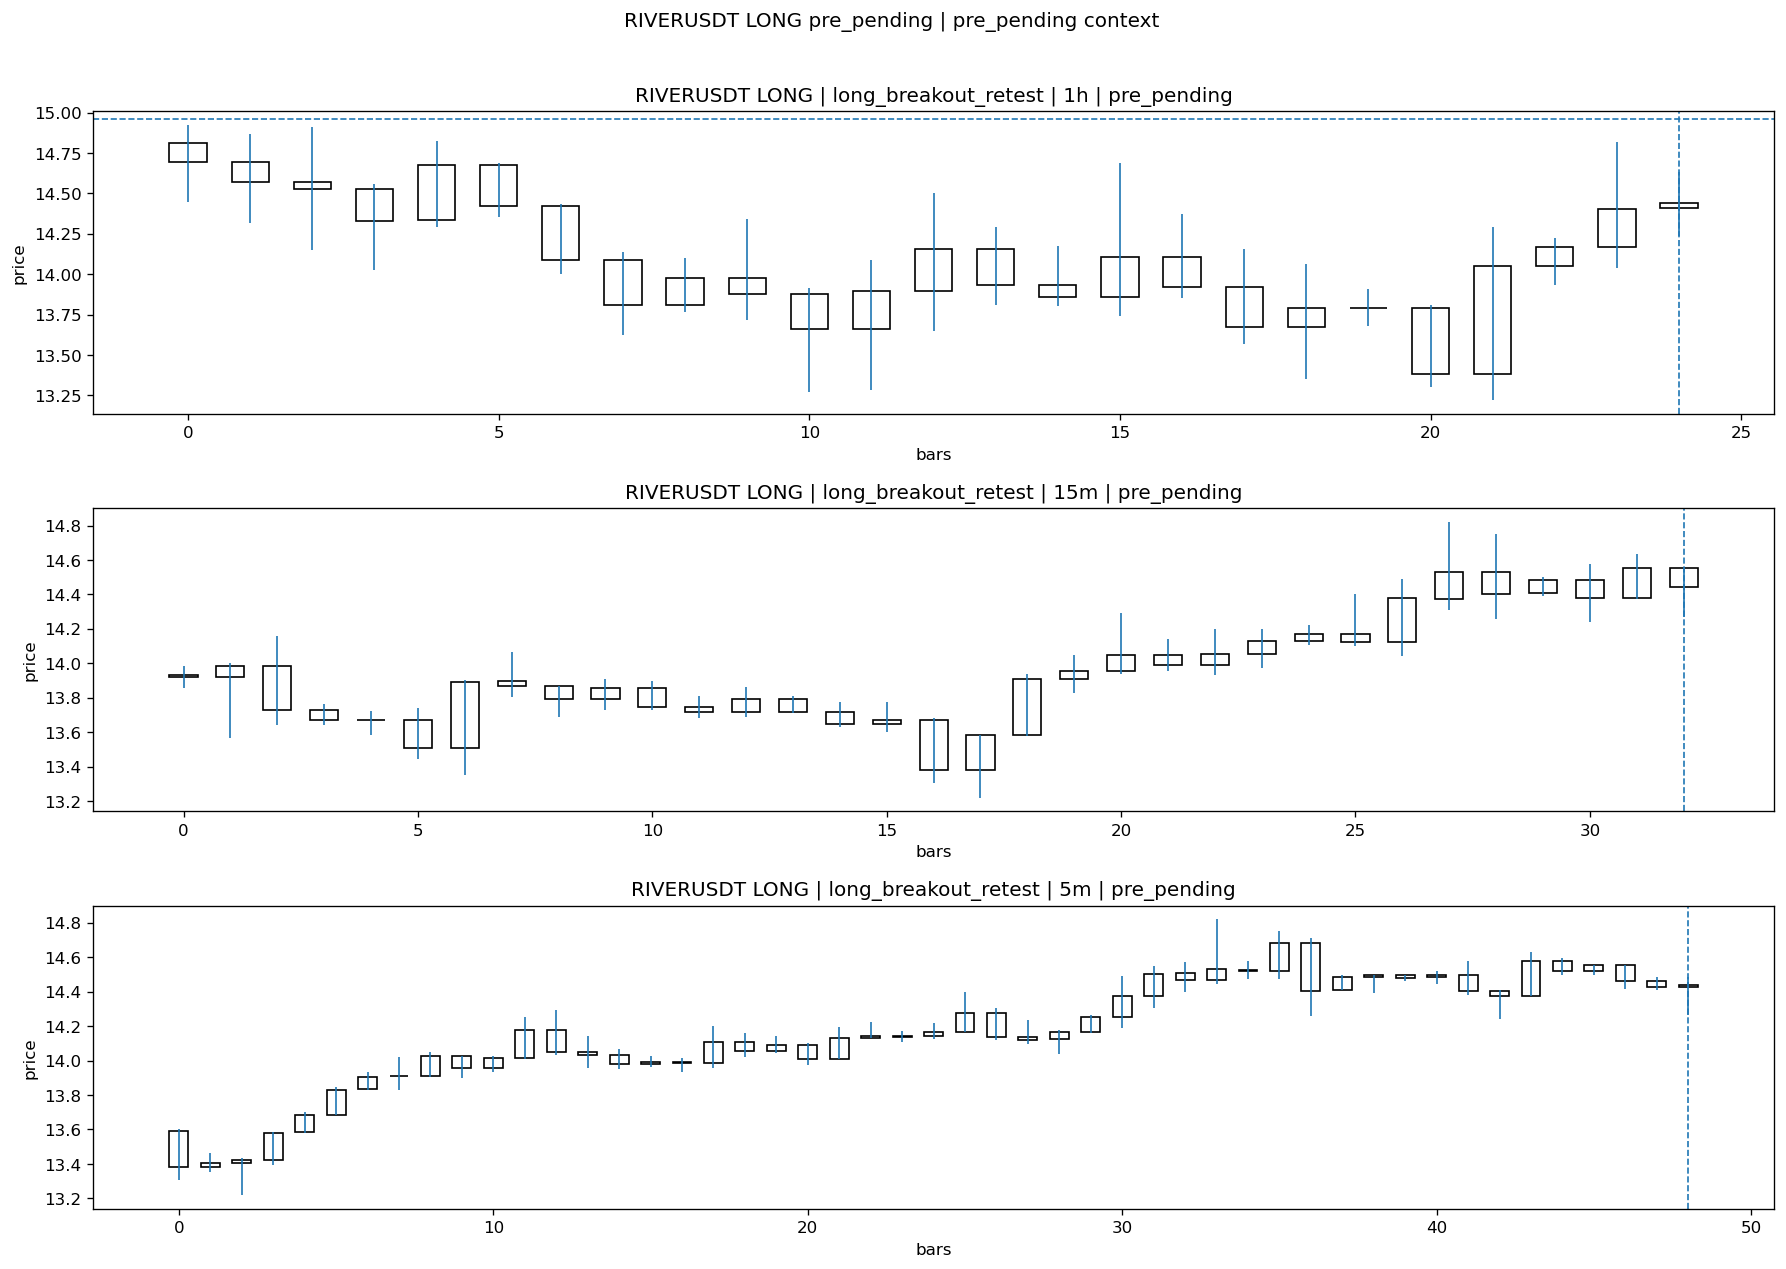 RIVERUSDT LONG pre_pending | pre_pending context
RIVERUSDT LONG | long_breakout_retest | 1h | pre_pending
15.00
14.75
14.50
14.25
14.00
13.75
13.50
13.25
price
0 5 10 15 20 25
bars
RIVERUSDT LONG | long_breakout_retest | 15m | pre_pending
14.8
14.6
14.4
14.2
14.0
13.8
13.6
13.4
13.2
price
0 5 10 15 20 25 30
bars
RIVERUSDT LONG | long_breakout_retest | 5m | pre_pending
14.8
14.6
14.4
14.2
14.0
13.8
13.6
13.4
13.2
price
0 10 20 30 40 50
bars